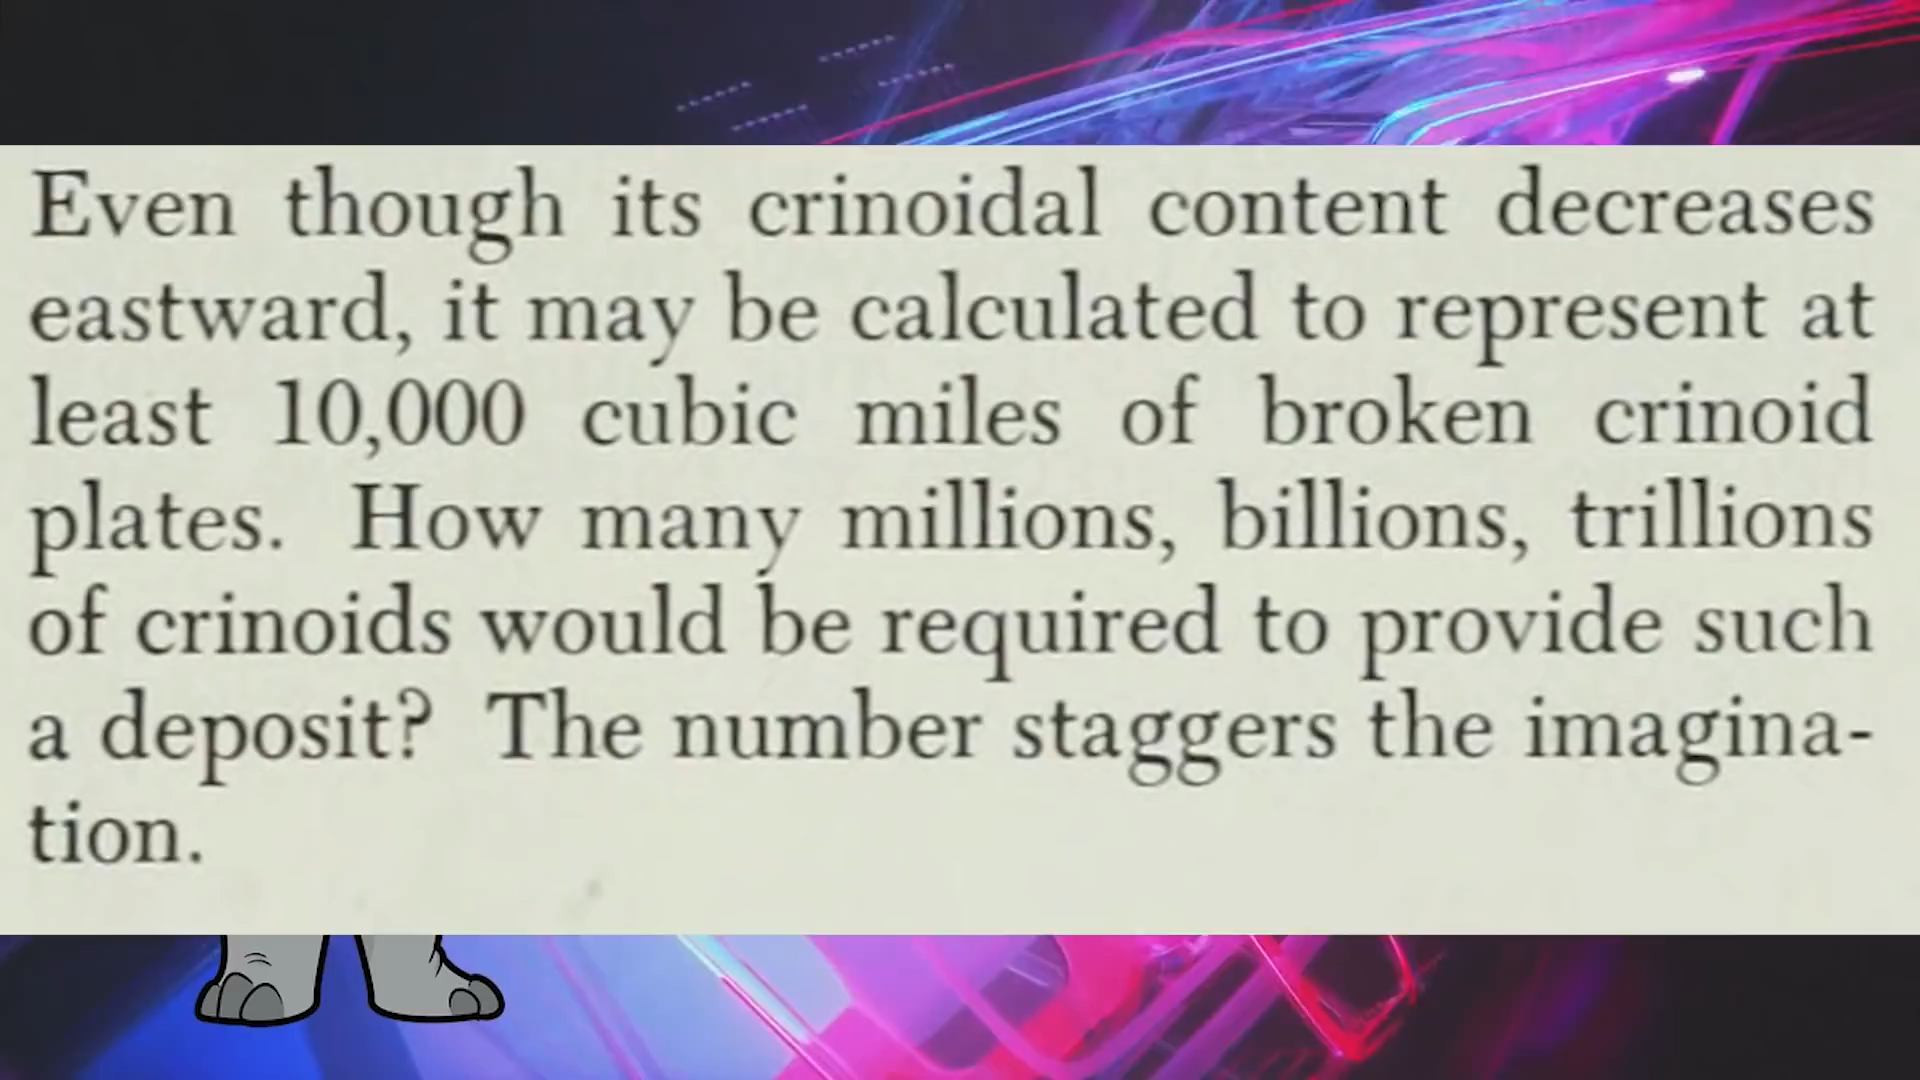 Even though its crinoidal content decreases
eastward, it may be calculated to represent at
least 10,000 cubic miles of broken crinoid
plates. How many millions, billions, trillions
of crinoids would be required to provide such
a deposit? The number staggers the imagina-
tion.